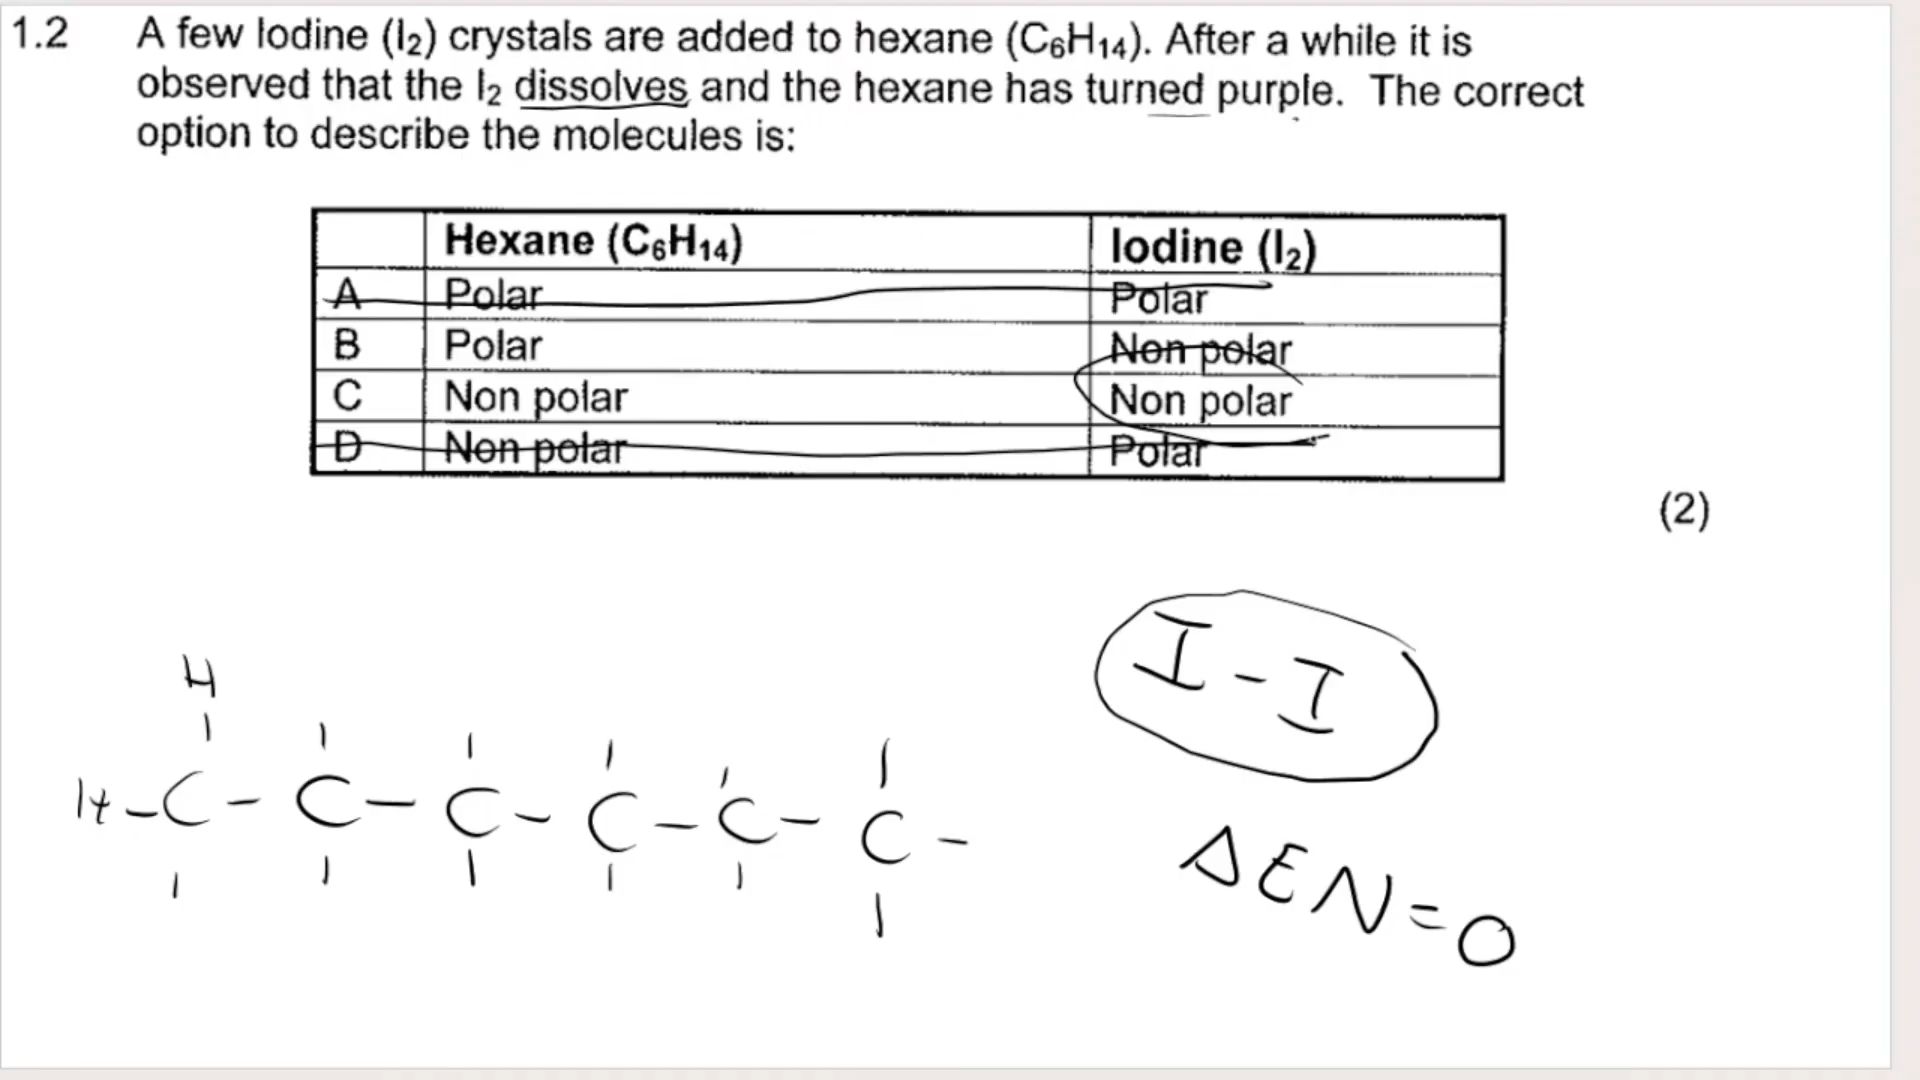 1.2 A few Iodine (I₂) crystals are added to hexane (C₆H₁₄). After a while it is
observed that the I₂ dissolves and the hexane has turned purple. The correct
option to describe the molecules is:
Hexane (C₆H₁₄) Iodine (I₂)
A Polar Polar
B Polar Non polar
C Non polar Non polar
D Non polar Polar
(2)
I - I
H
H - C - C - C - C - C - C -
ΔEN = 0